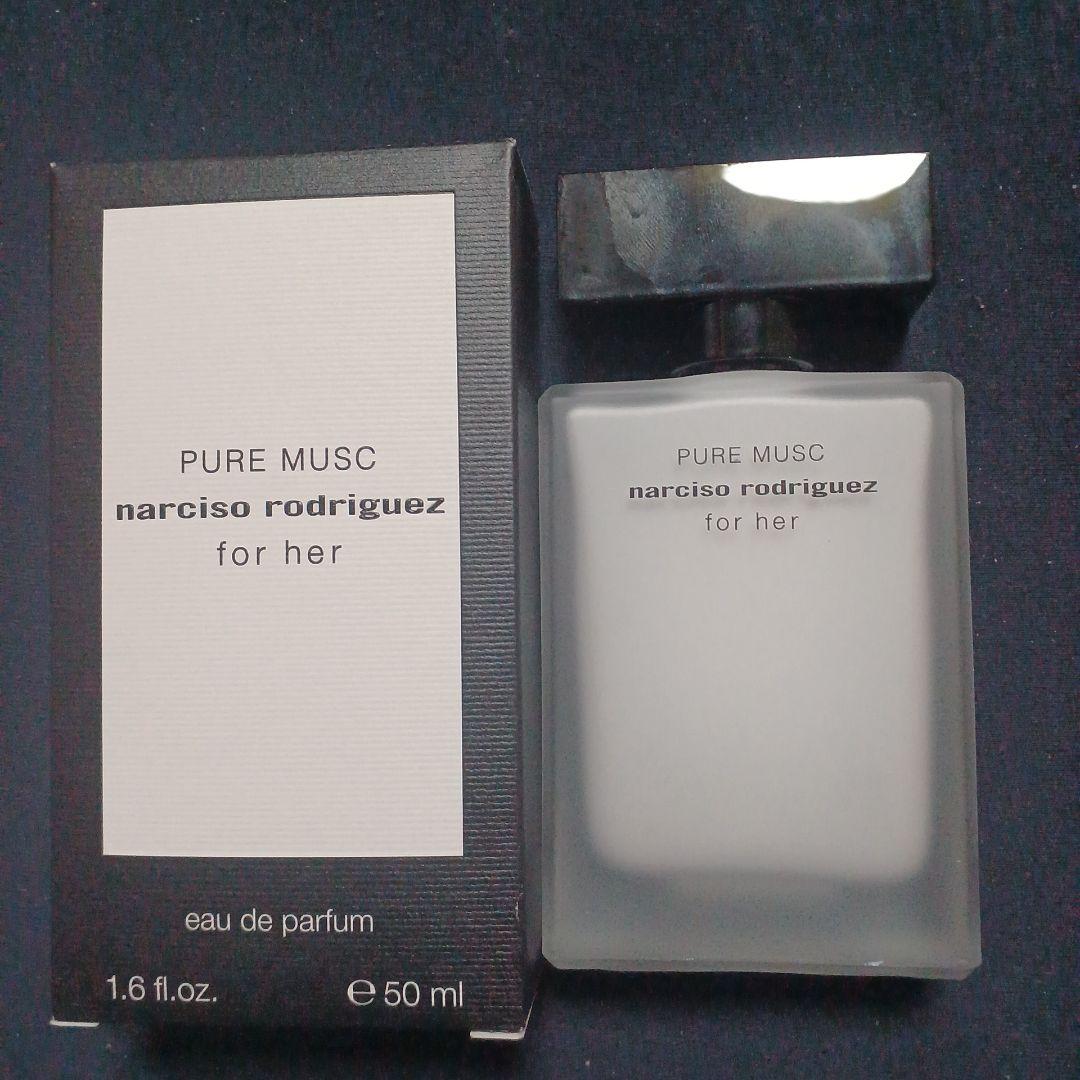 PURE MUSC
narciso rodriguez
for her
eau de parfum
1.6 fl.oz. ℮ 50 ml
PURE MUSC
narciso rodriguez
for her